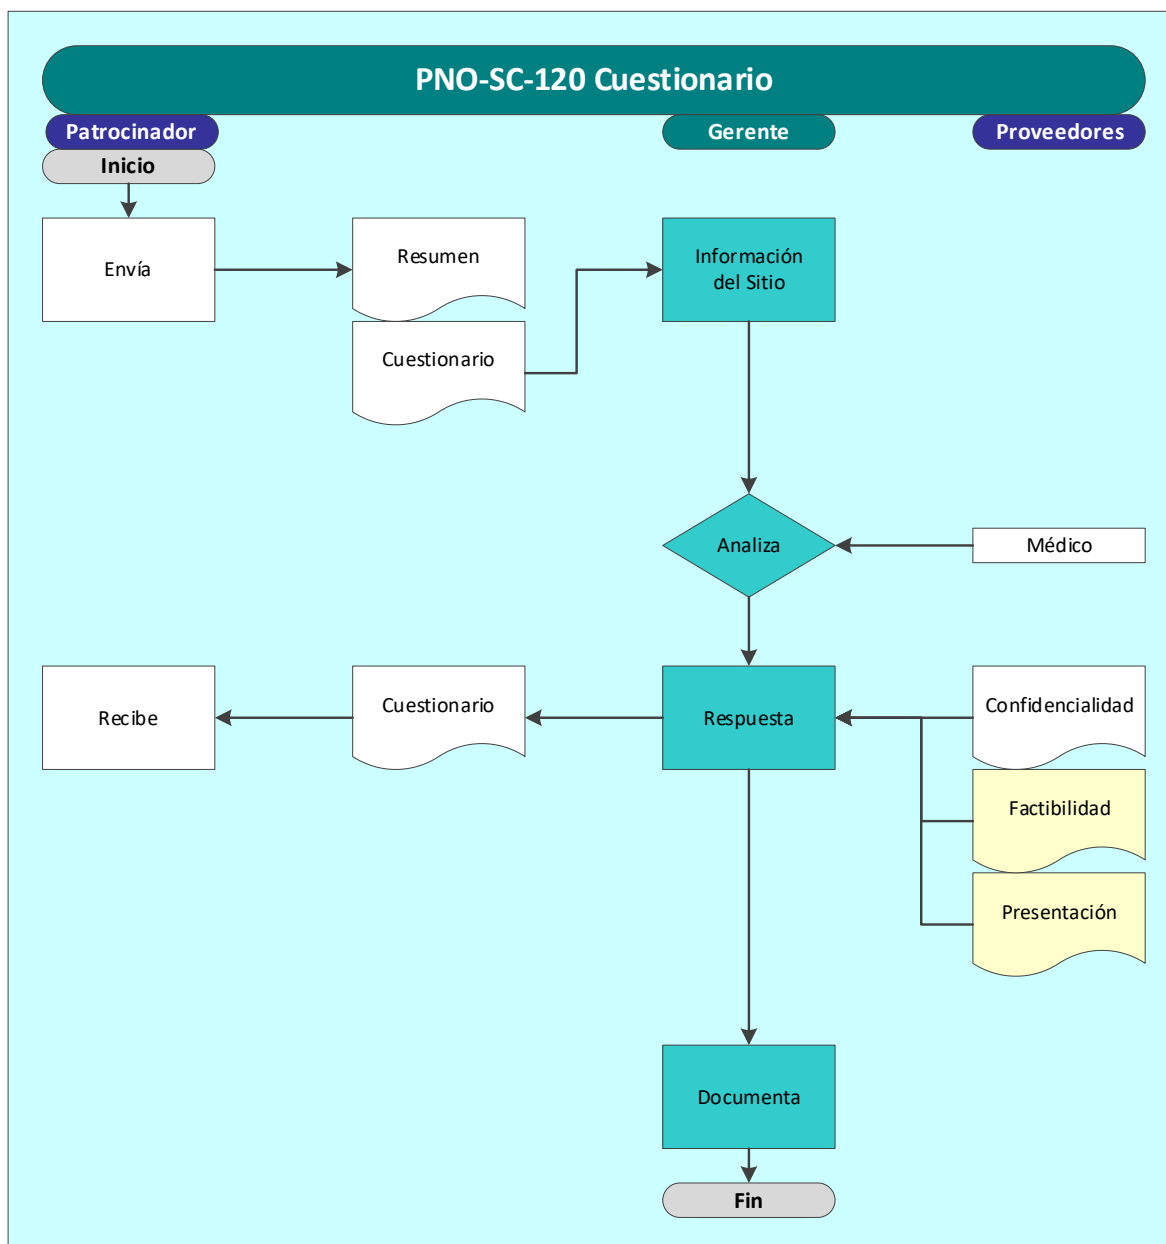 PNO-SC-120 Cuestionario
Patrocinador
Gerente
Proveedores
Inicio
Envía
Resumen
Información
del Sitio
Cuestionario
Analiza
Médico
Recibe
Cuestionario
Respuesta
Confidencialidad
Factibilidad
Presentación
Documenta
Fin